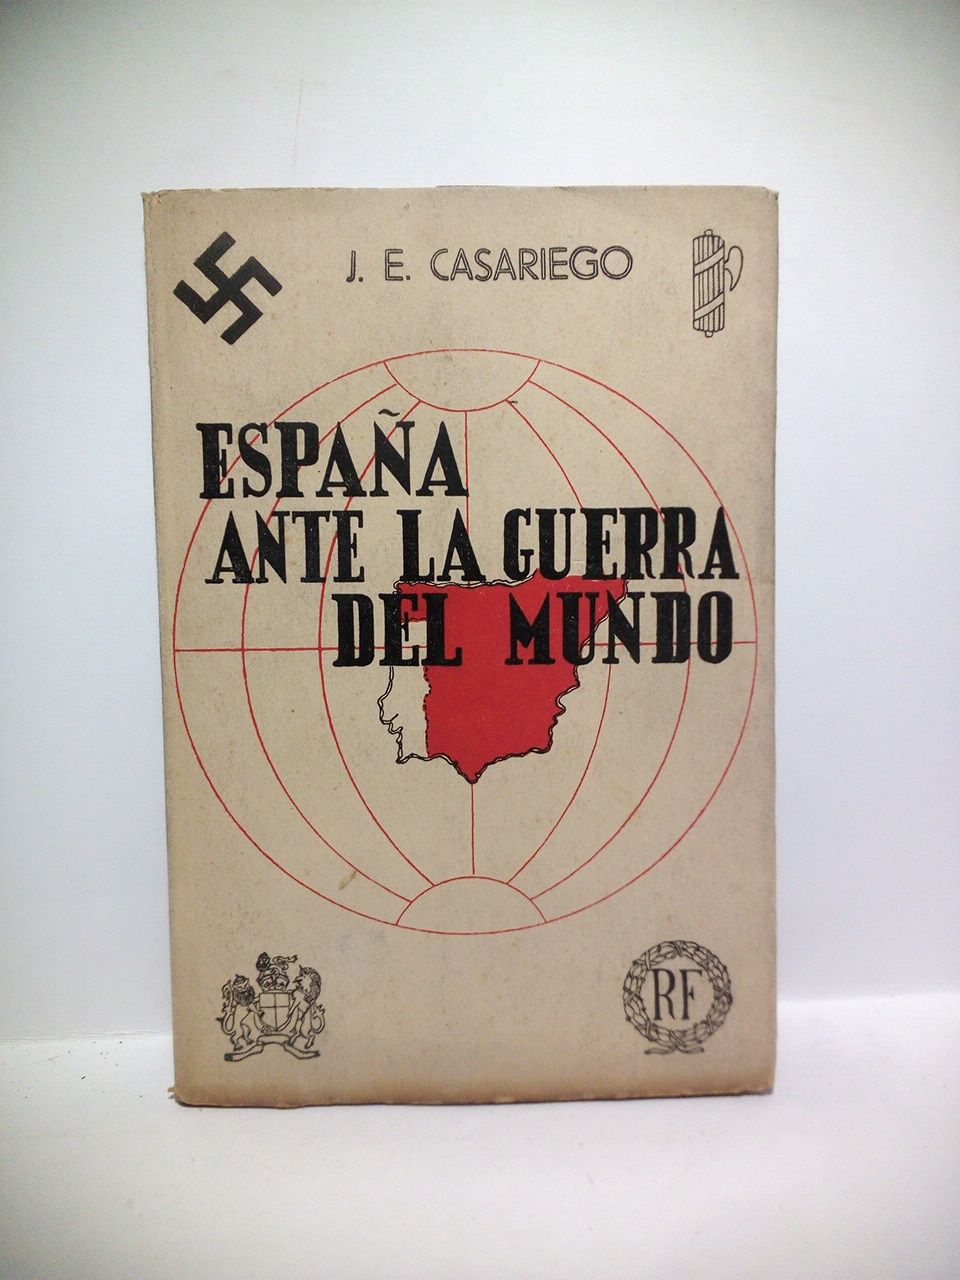 J. E. CASARIEGO
ESPAÑA
ANTE LA GUERRA
DEL MUNDO
RF